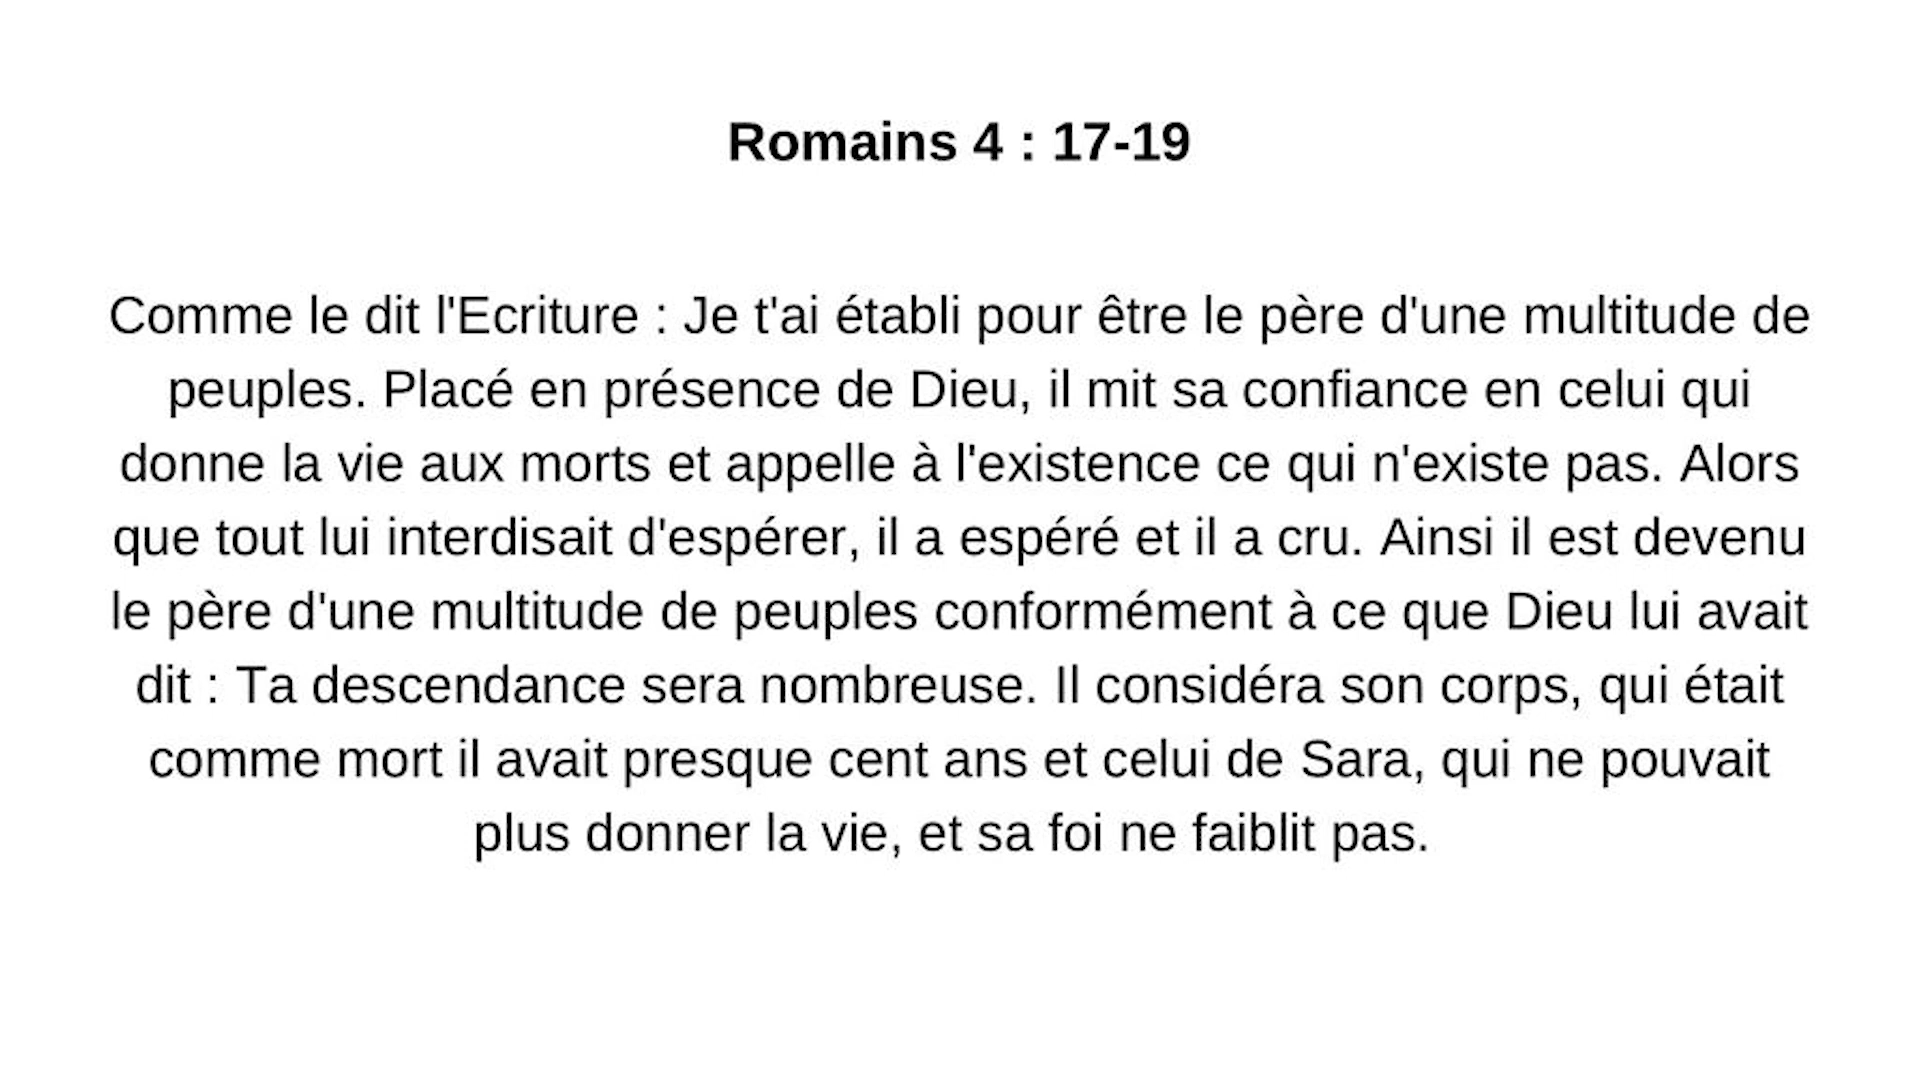 Romains 4 : 17-19
Comme le dit l'Ecriture : Je t'ai établi pour être le père d'une multitude de
peuples. Placé en présence de Dieu, il mit sa confiance en celui qui
donne la vie aux morts et appelle à l'existence ce qui n'existe pas. Alors
que tout lui interdisait d'espérer, il a espéré et il a cru. Ainsi il est devenu
le père d'une multitude de peuples conformément à ce que Dieu lui avait
dit : Ta descendance sera nombreuse. Il considéra son corps, qui était
comme mort il avait presque cent ans et celui de Sara, qui ne pouvait
plus donner la vie, et sa foi ne faiblit pas.